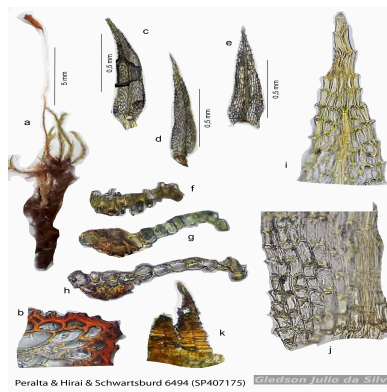 c
e
0,5 mm
0,5 mm
0,5 mm
5 mm
a
d
i
f
g
h
b
k
j
Gledson Julio da Silv
Peralta & Hirai & Schwartsburd 6494 (SP407175)